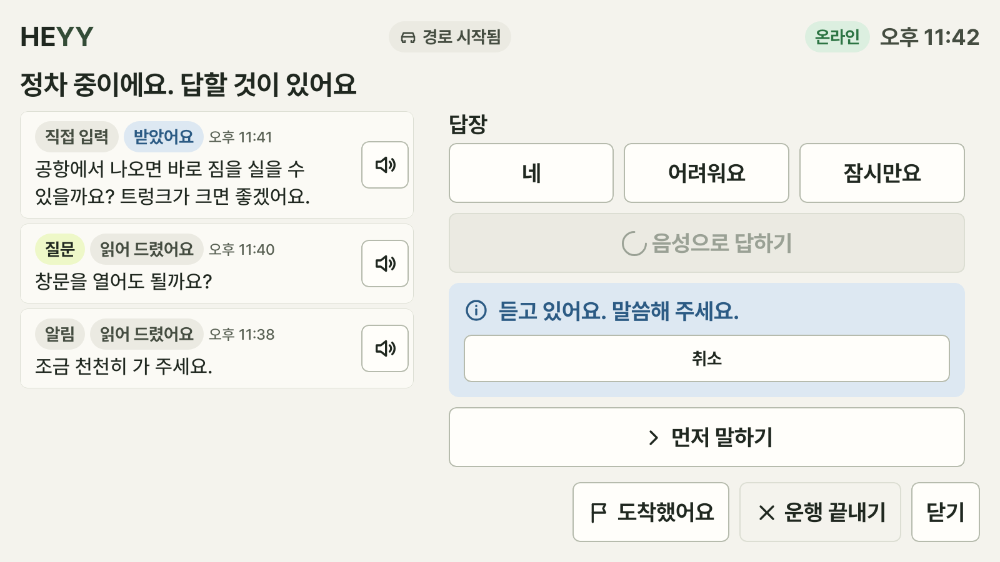 HEYY
경로 시작됨
온라인 오후 11:42
정차 중이에요. 답할 것이 있어요
직접 입력 받았어요 오후 11:41
공항에서 나오면 바로 짐을 실을 수
있을까요? 트렁크가 크면 좋겠어요.
질문 읽어 드렸어요 오후 11:40
창문을 열어도 될까요?
알림 읽어 드렸어요 오후 11:38
조금 천천히 가 주세요.
답장
네 어려워요 잠시만요
음성으로 답하기
듣고 있어요. 말씀해 주세요.
취소
먼저 말하기
도착했어요 운행 끝내기 닫기